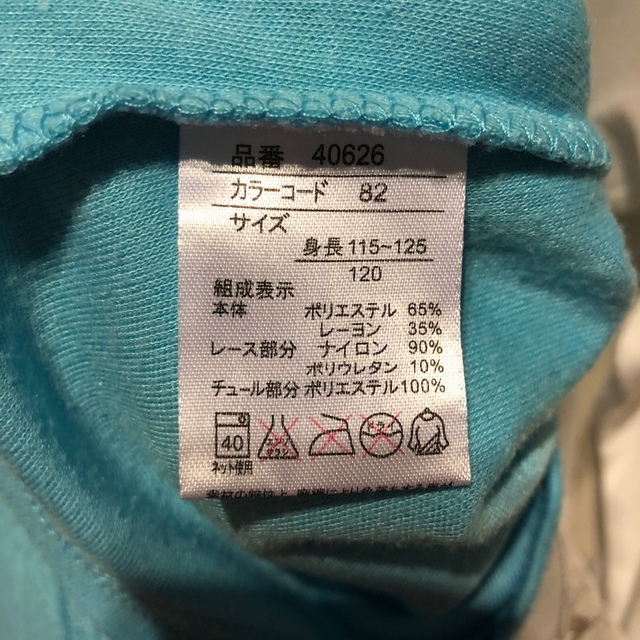 品番 40626
カラーコード 82
サイズ
身長 115~125
120
組成表示
本体 ポリエステル 65%
レーヨン 35%
レース部分 ナイロン 90%
ポリウレタン 10%
チュール部分 ポリエステル100%
40
ネット使用